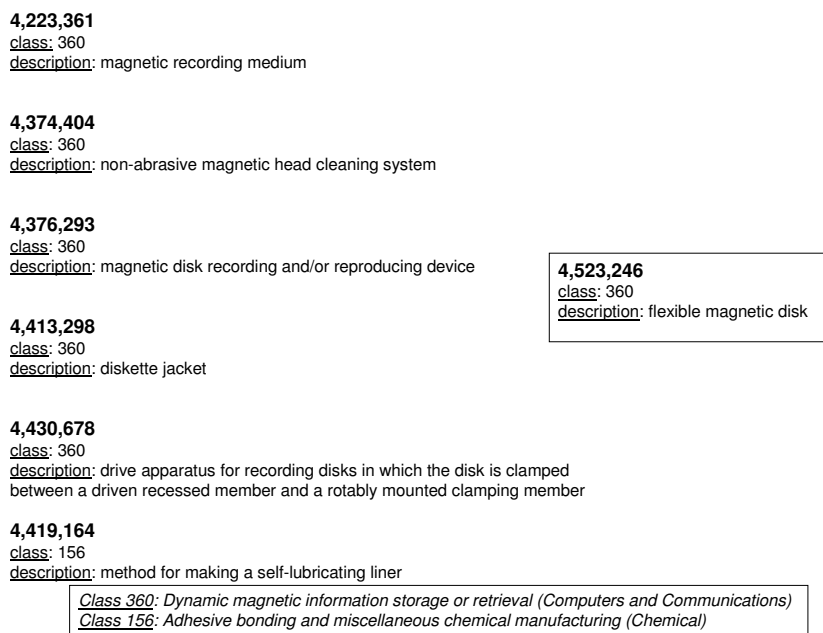 4,223,361
class: 360
description: magnetic recording medium
4,374,404
class: 360
description: non-abrasive magnetic head cleaning system
4,376,293
class: 360
description: magnetic disk recording and/or reproducing device
4,523,246
class: 360
description: flexible magnetic disk
4,413,298
class: 360
description: diskette jacket
4,430,678
class: 360
description: drive apparatus for recording disks in which the disk is clamped
between a driven recessed member and a rotably mounted clamping member
4,419,164
class: 156
description: method for making a self-lubricating liner
Class 360: Dynamic magnetic information storage or retrieval (Computers and Communications)
Class 156: Adhesive bonding and miscellaneous chemical manufacturing (Chemical)